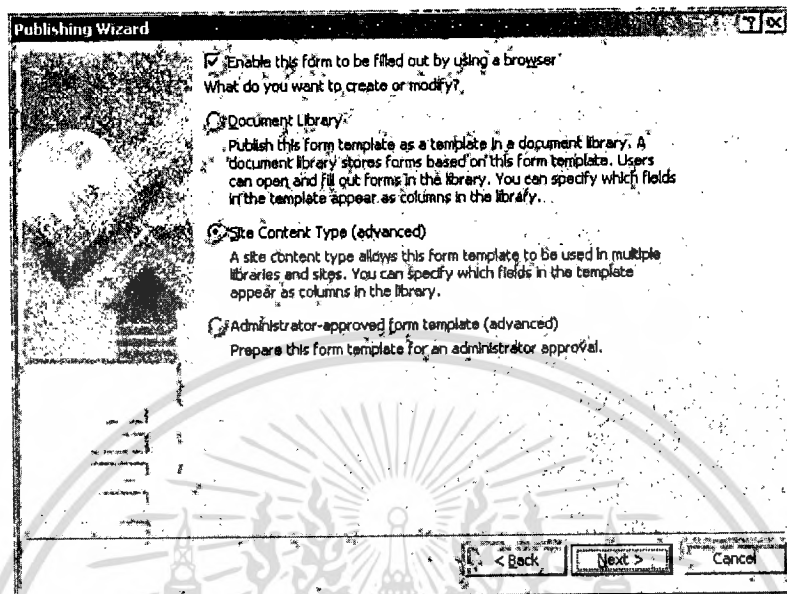 Publishing Wizard
Enable this form to be filled out by using a browser
What do you want to create or modify?
Document Library
Publish this form template as a template in a document library. A
document library stores forms based on this form template. Users
can open and fill out forms in the library. You can specify which fields
in the template appear as columns in the library.
Site Content Type (advanced)
A site content type allows this form template to be used in multiple
libraries and sites. You can specify which fields in the template
appear as columns in the library.
Administrator-approved form template (advanced)
Prepare this form template for an administrator approval.
< Back Next > Cancel